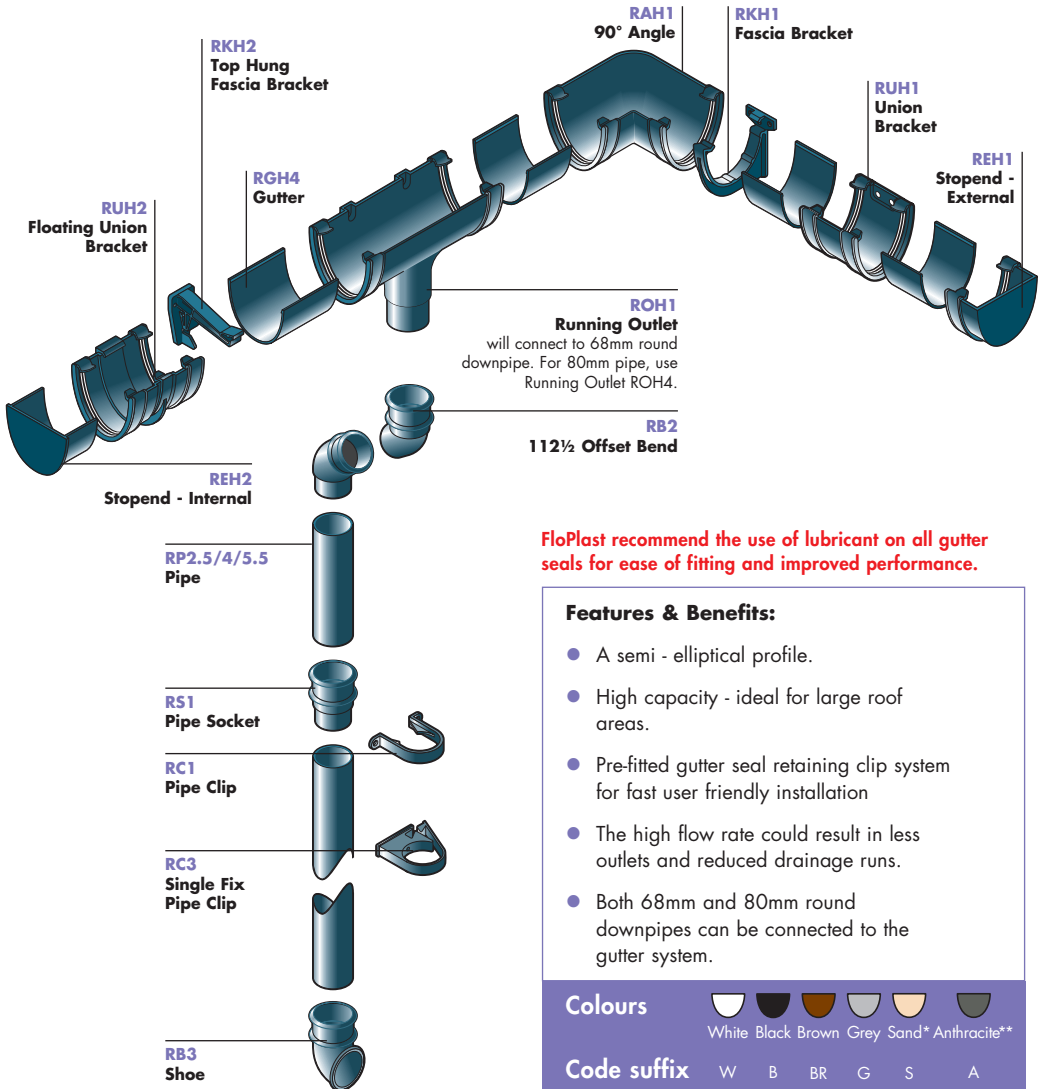 RAH1
90° Angle
RKH1
Fascia Bracket
RKH2
Top Hung
Fascia Bracket
RUH1
Union
Bracket
REH1
Stopend -
External
RGH4
Gutter
RUH2
Floating Union
Bracket
ROH1
Running Outlet
will connect to 68mm round
downpipe. For 80mm pipe, use
Running Outlet ROH4.
RB2
112½ Offset Bend
REH2
Stopend - Internal
RP2.5/4/5.5
Pipe
RS1
Pipe Socket
RC1
Pipe Clip
RC3
Single Fix
Pipe Clip
RB3
Shoe
FloPlast recommend the use of lubricant on all gutter
seals for ease of fitting and improved performance.
Features & Benefits:
● A semi - elliptical profile.
● High capacity - ideal for large roof
areas.
● Pre-fitted gutter seal retaining clip system
for fast user friendly installation
● The high flow rate could result in less
outlets and reduced drainage runs.
● Both 68mm and 80mm round
downpipes can be connected to the
gutter system.
Colours
White Black Brown Grey Sand* Anthracite**
Code suffix W B BR G S A